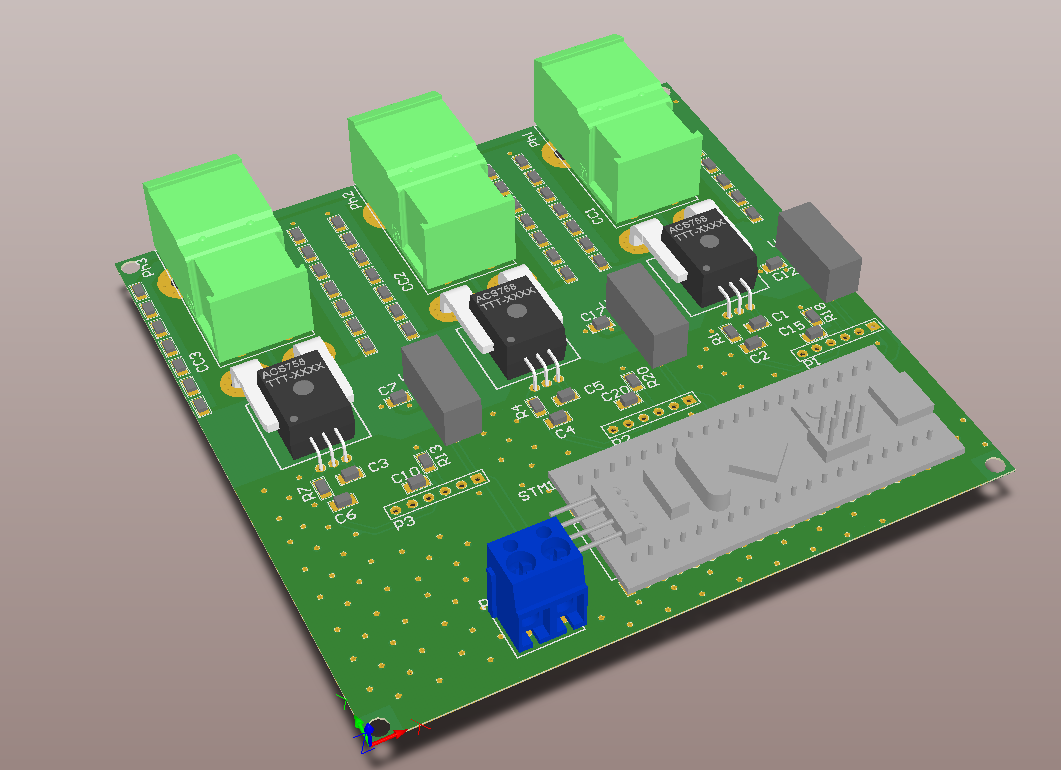 Ph1
Ph2
CC1
ACS758
TTT-XXXX
C12
Ph3
CC2
ACS758
TTT-XXXX
C17
R1
C1
C2
C15
R18
P1
CC3
ACS758
TTT-XXXX
C7
R4
C5
C4
C20
R20
P2
R7
C3
C6
C10
R13
P3
STM1